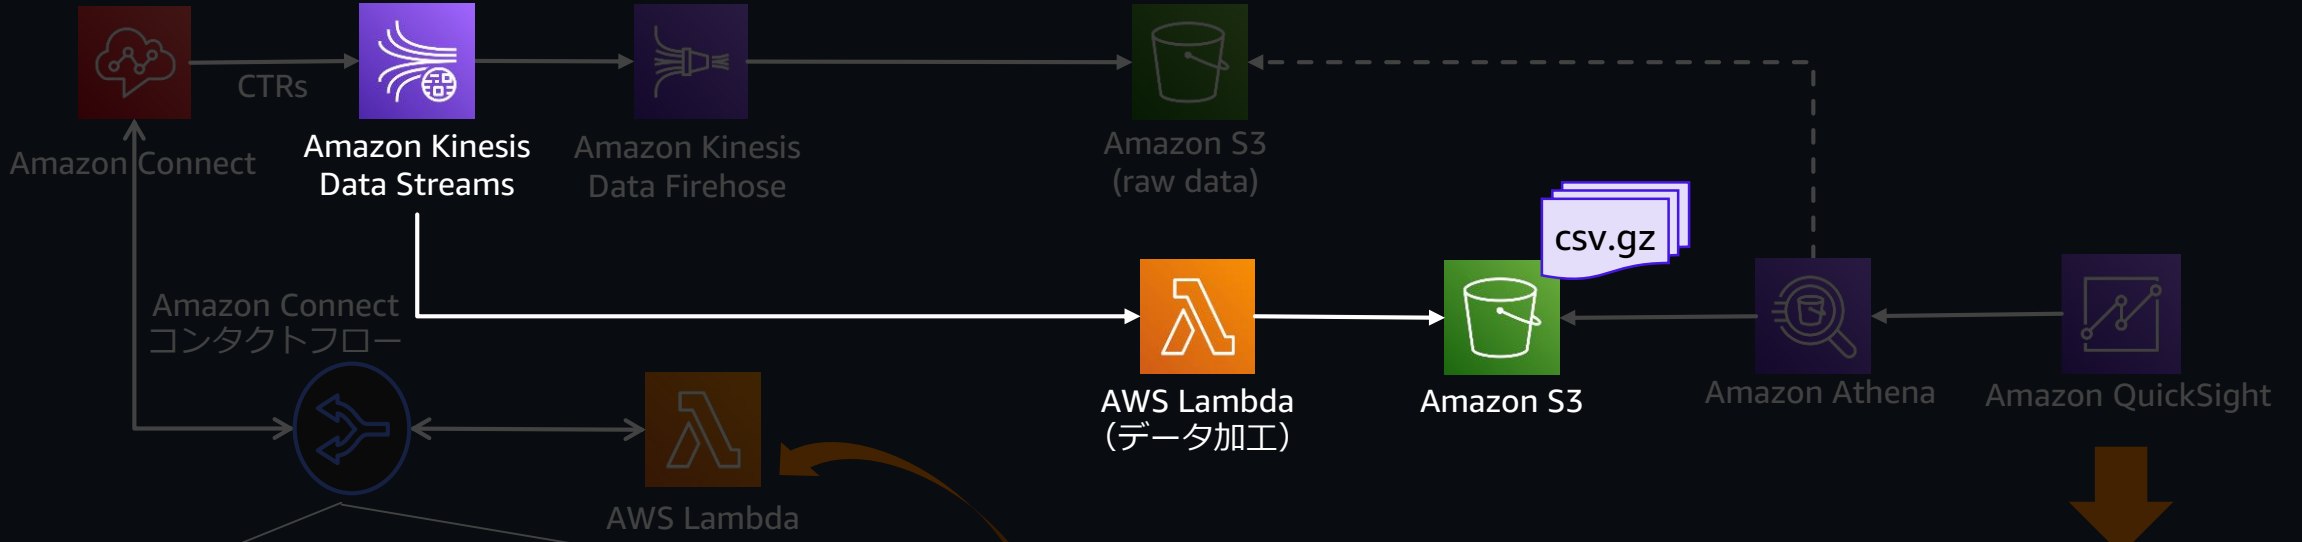 CTRs
Amazon Connect
Amazon Kinesis
Data Streams
Amazon Kinesis
Data Firehose
Amazon S3
(raw data)
csv.gz
Amazon Connect
コンタクトフロー
AWS Lambda
（データ加工）
Amazon S3
Amazon Athena
Amazon QuickSight
AWS Lambda